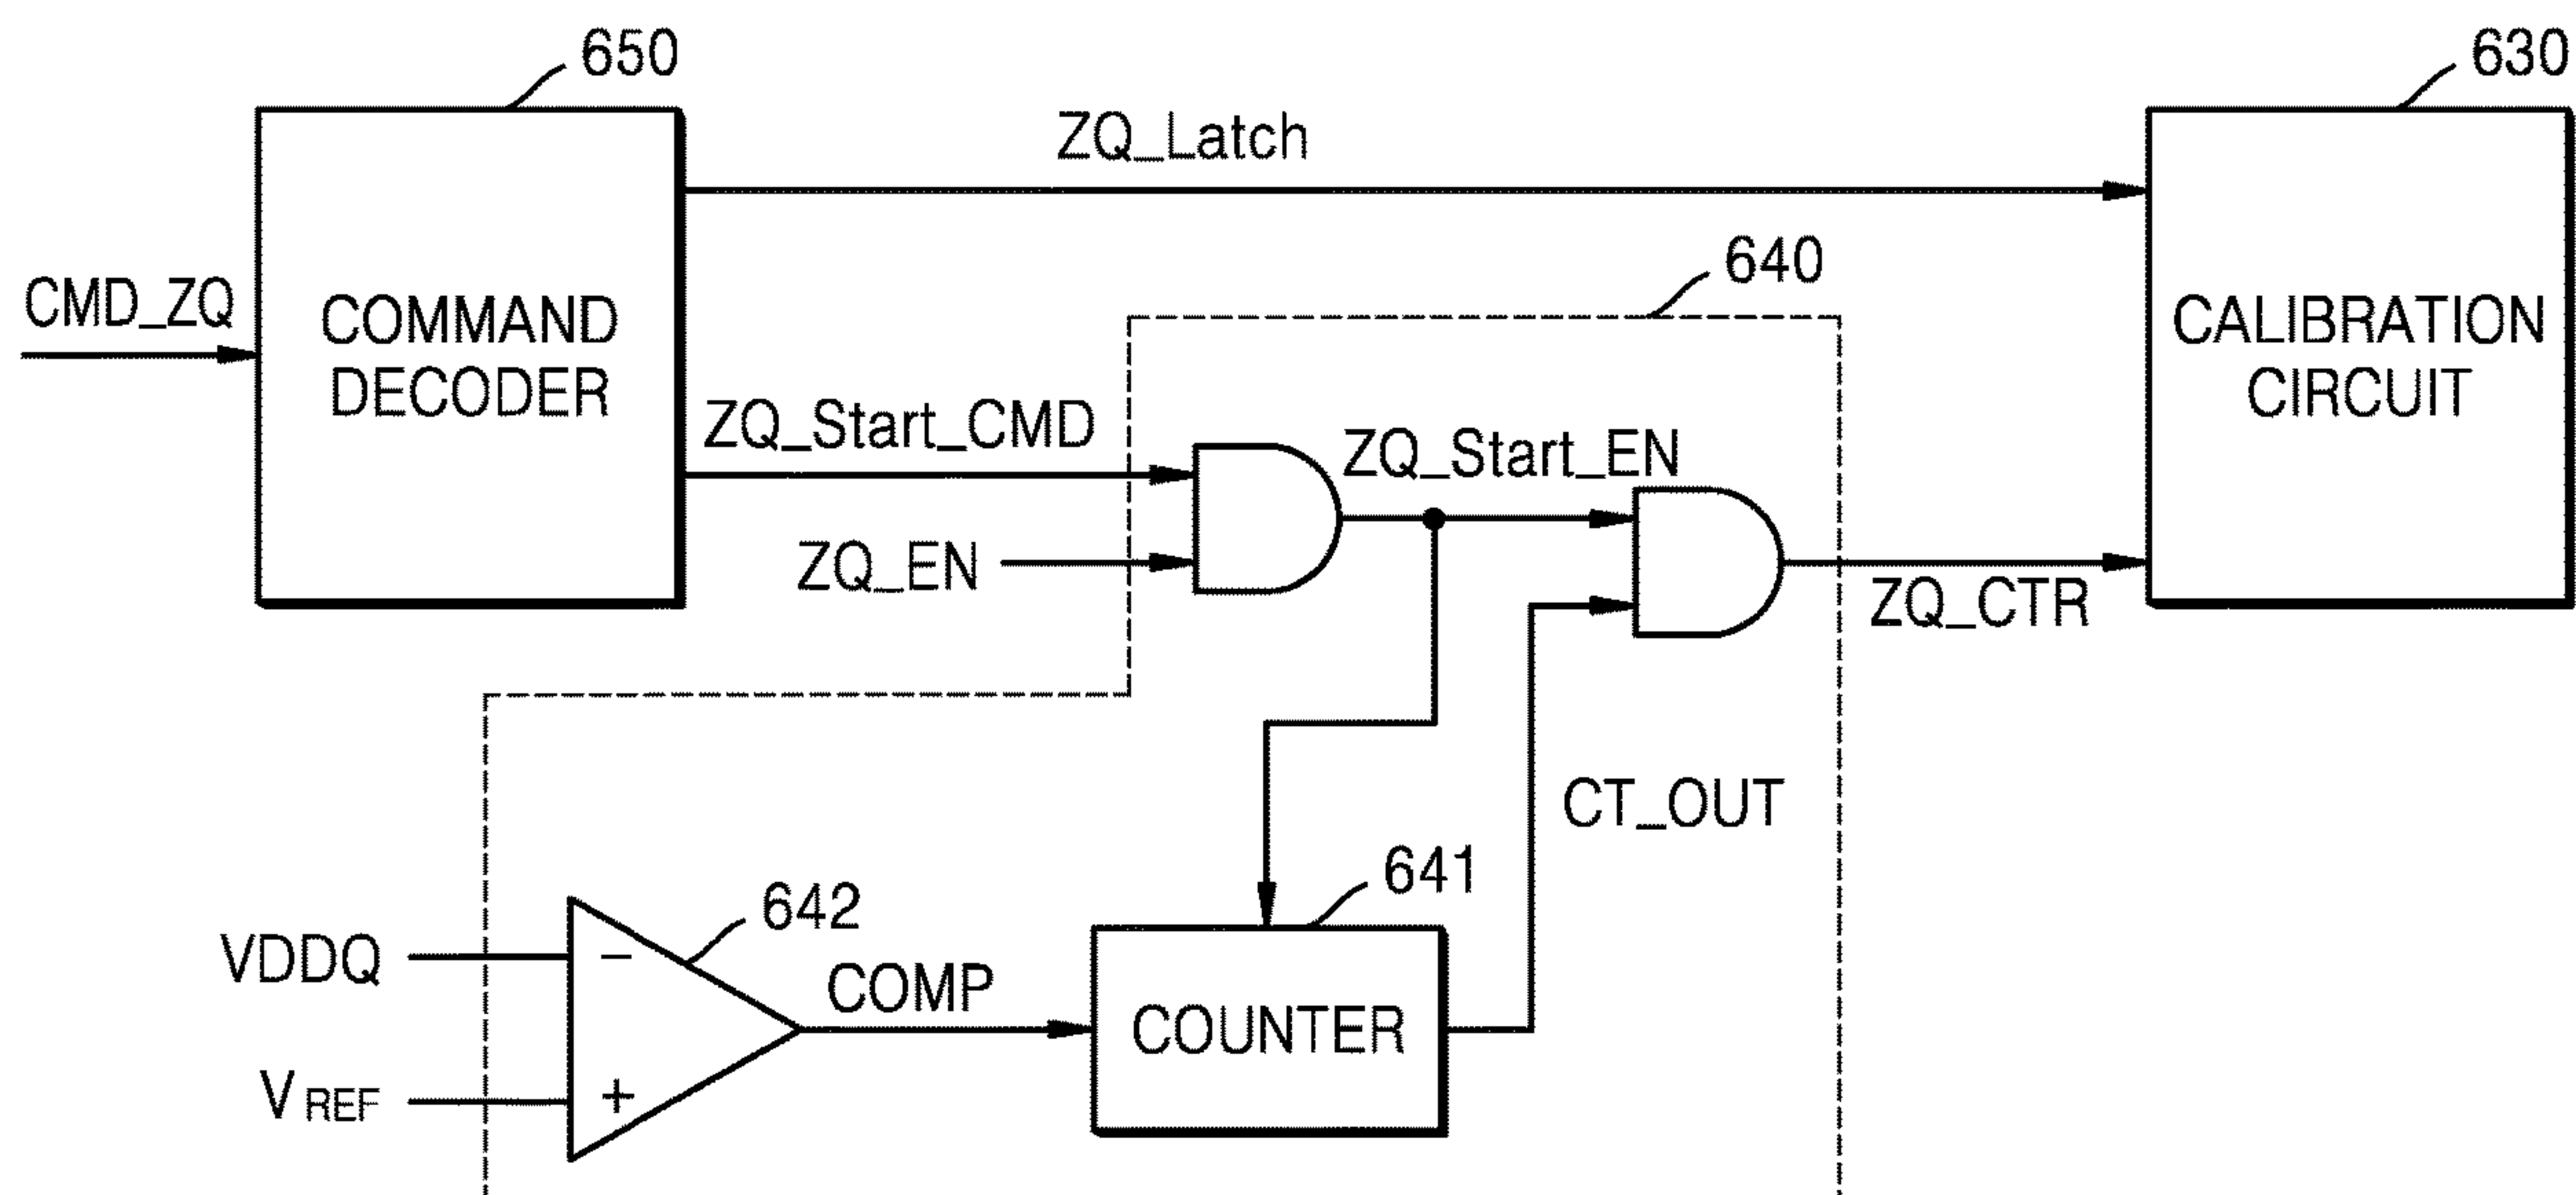 650
630
ZQ_Latch
640
CMD_ZQ
COMMAND
DECODER
CALIBRATION
CIRCUIT
ZQ_Start_CMD
ZQ_Start_EN
ZQ_EN
ZQ_CTR
CT_OUT
641
642
VDDQ
−
COMP
COUNTER
VREF
+